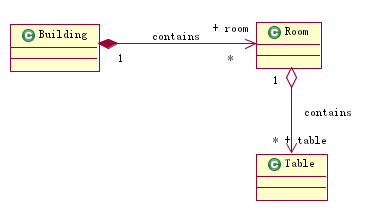 + room
C Building
contains
C Room
1
*
1
contains
* + table
C Table